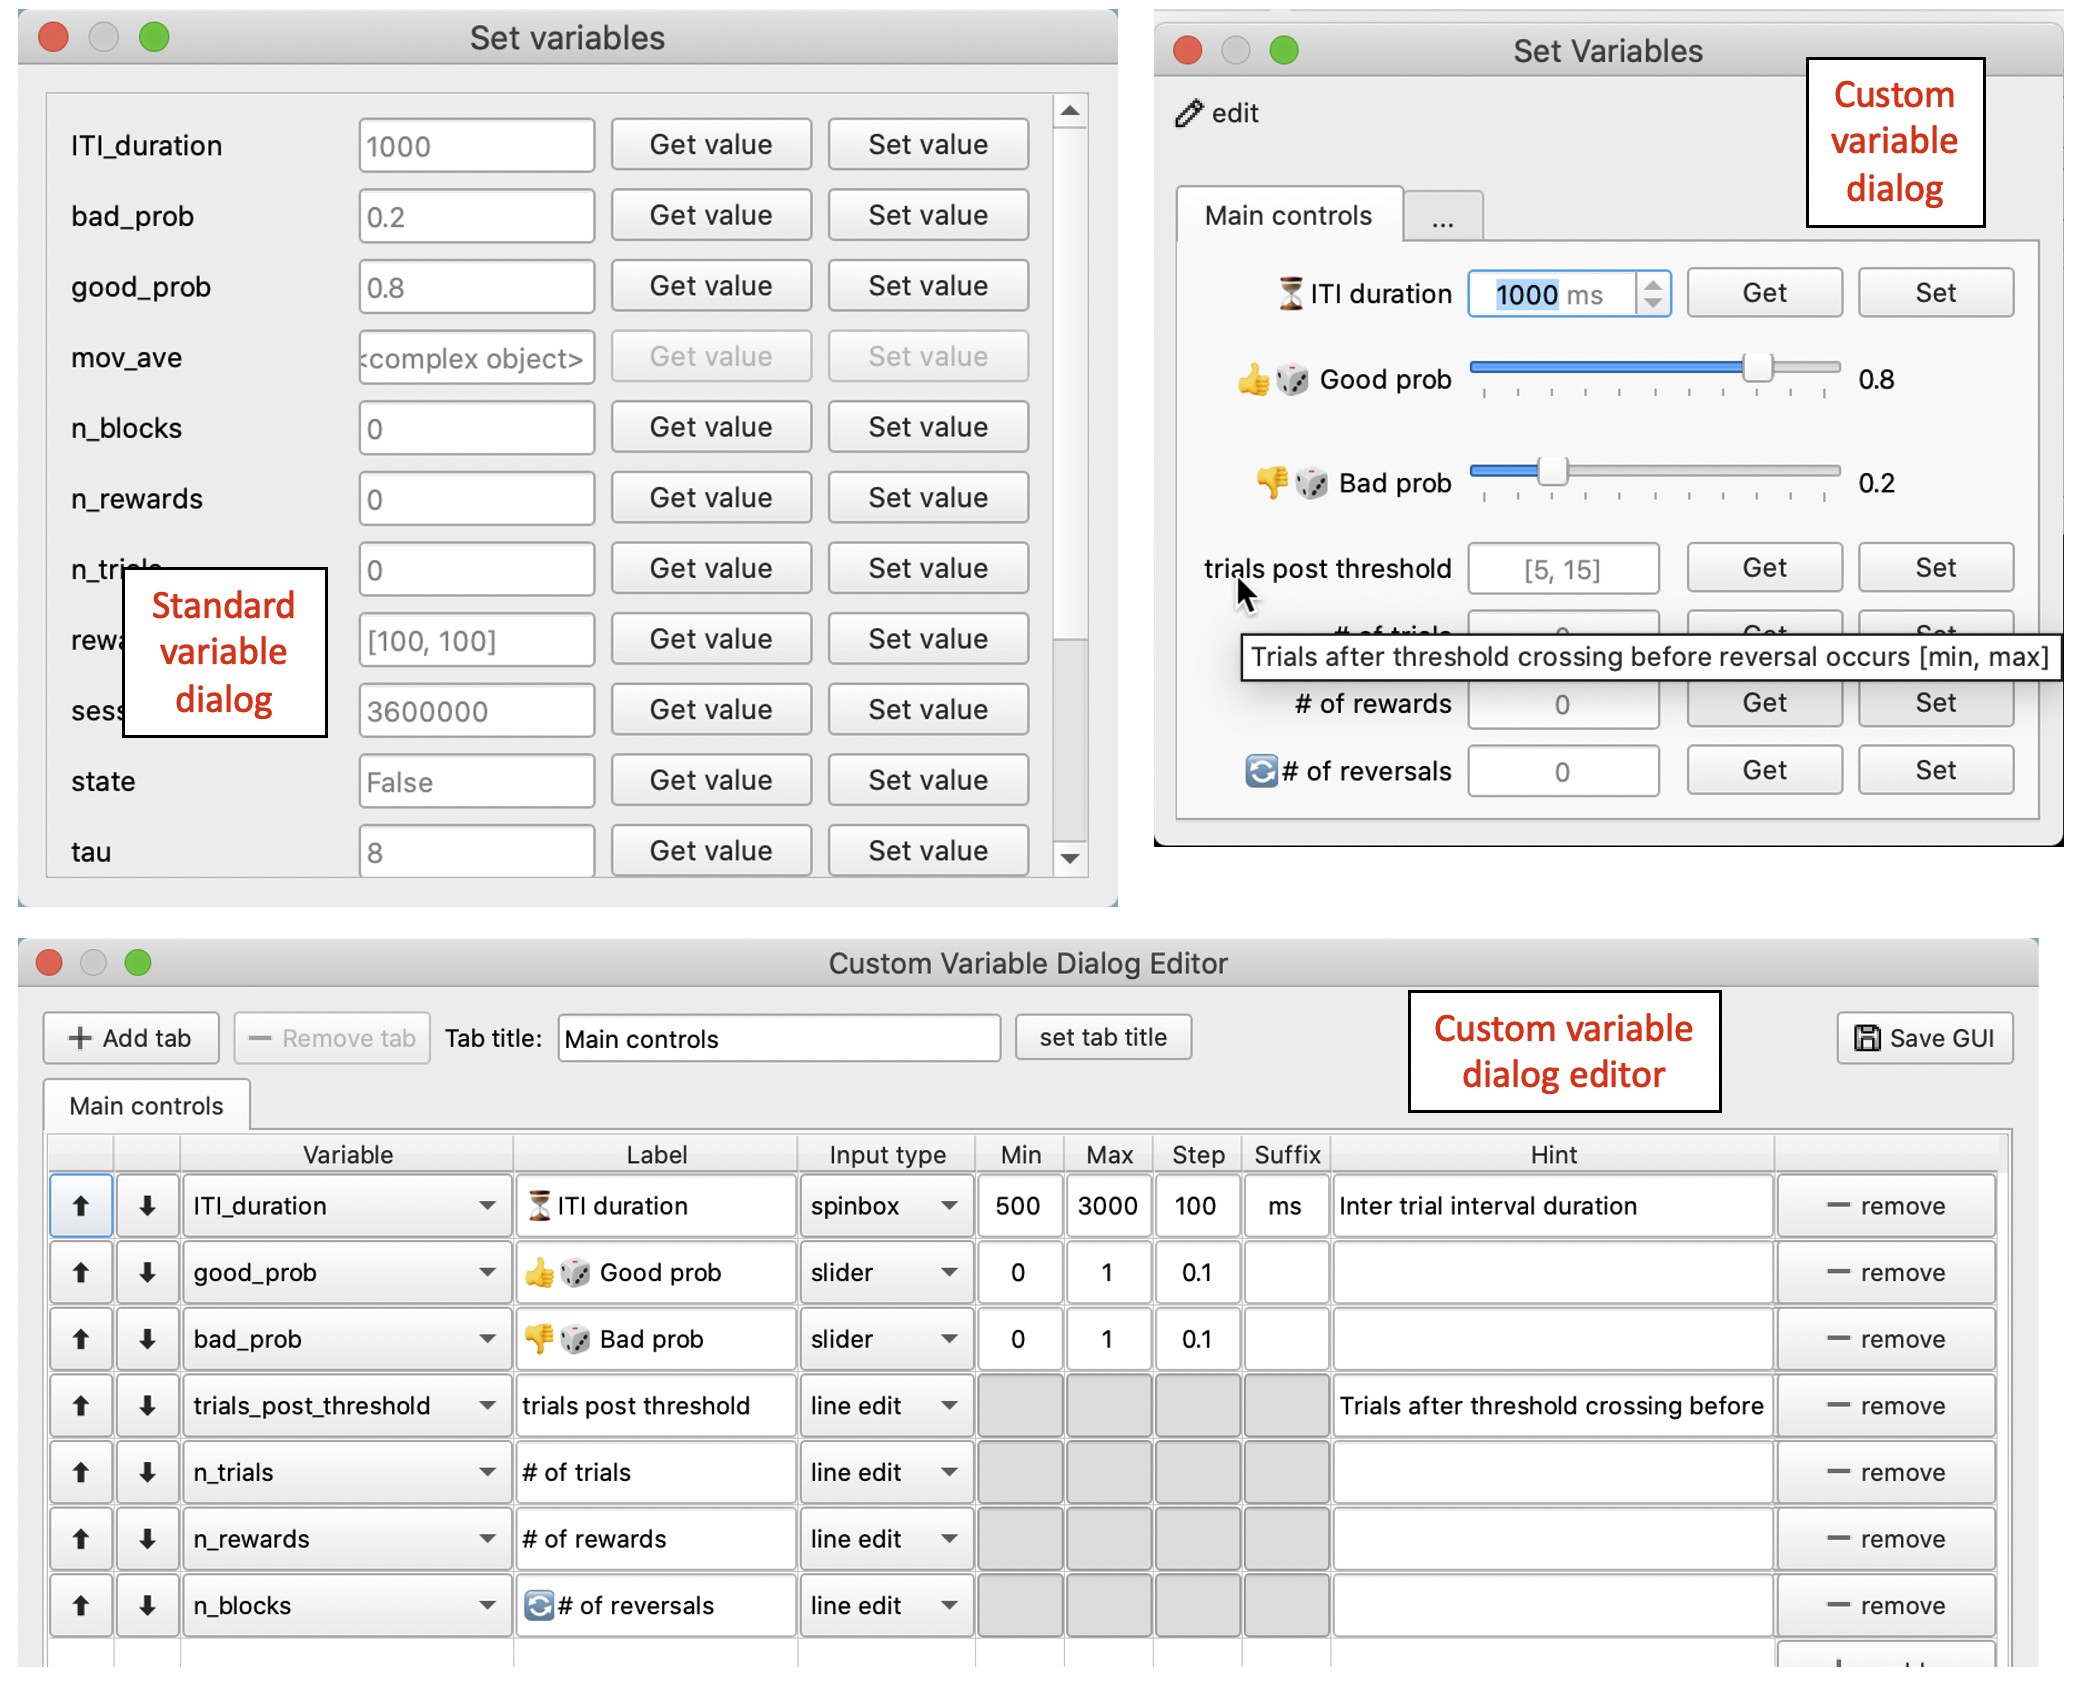 Set variables
ITI_duration 1000 Get value Set value
bad_prob 0.2 Get value Set value
good_prob 0.8 Get value Set value
mov_ave <complex object> Get value Set value
n_blocks 0 Get value Set value
n_rewards 0 Get value Set value
0 Get value Set value
[100, 100] Get value Set value
3600000 Get value Set value
state False Get value Set value
tau 8 Get value Set value
Standard
variable
dialog
Set Variables
edit
Custom
variable
dialog
Main controls ...
⏳ITI duration 1000 ms Get Set
👍🎲 Good prob 0.8
👎🎲 Bad prob 0.2
trials post threshold [5, 15] Get Set
Trials after threshold crossing before reversal occurs [min, max]
# of rewards 0 Get Set
🔄# of reversals 0 Get Set
Custom Variable Dialog Editor
+ Add tab − Remove tab Tab title: Main controls set tab title Save GUI
Custom variable
dialog editor
Main controls
Variable Label Input type Min Max Step Suffix Hint
↑ ↓ ITI_duration ⏳ITI duration spinbox 500 3000 100 ms Inter trial interval duration − remove
↑ ↓ good_prob 👍🎲 Good prob slider 0 1 0.1 − remove
↑ ↓ bad_prob 👎🎲 Bad prob slider 0 1 0.1 − remove
↑ ↓ trials_post_threshold trials post threshold line edit Trials after threshold crossing before − remove
↑ ↓ n_trials # of trials line edit − remove
↑ ↓ n_rewards # of rewards line edit − remove
↑ ↓ n_blocks 🔄# of reversals line edit − remove